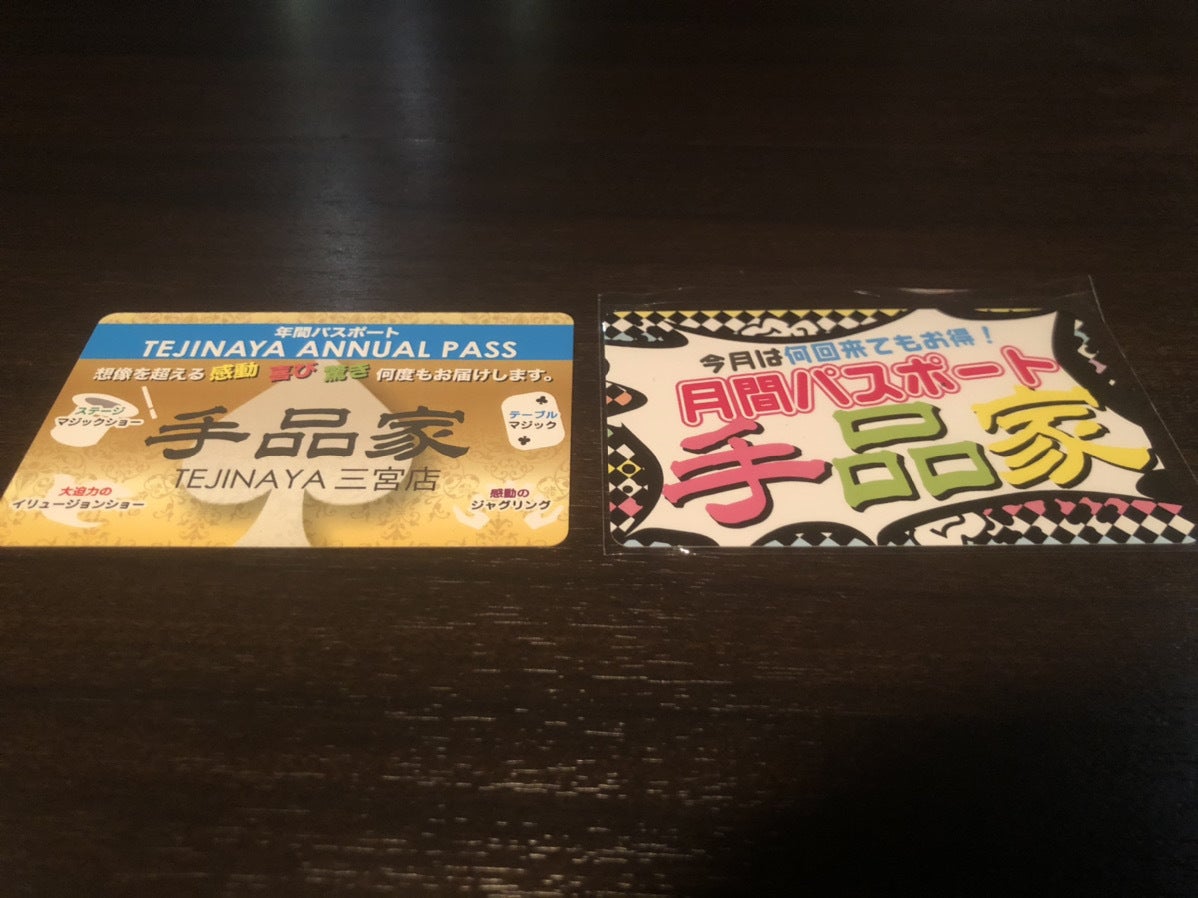 年間パスポート
TEJINAYA ANNUAL PASS
想像を超える 感動 喜び 驚き 何度もお届けします。
ステージ
マジックショー
テーブル
マジック
手品家
TEJINAYA 三宮店
大迫力の
イリュージョンショー
感動の
ジャグリング
今月は何回来てもお得！
月間パスポート
手品家